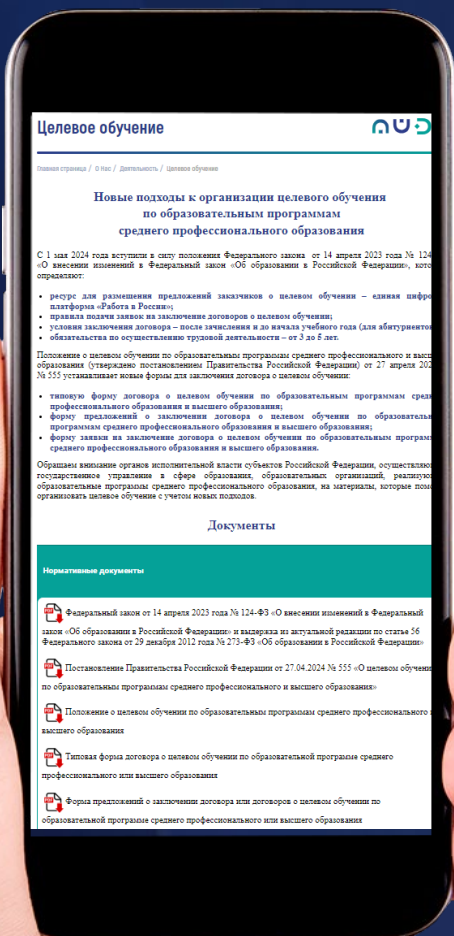 Целевое обучение
Главная страница / О Нас / Деятельность / Целевое обучение
Новые подходы к организации целевого обучения
по образовательным программам
среднего профессионального образования
С 1 мая 2024 года вступили в силу положения Федерального закона от 14 апреля 2023 года № 124
«О внесении изменений в Федеральный закон «Об образовании в Российской Федерации», кото
определяют:
• ресурс для размещения предложений заказчиков о целевом обучении – единая цифро
платформа «Работа в России»;
• правила подачи заявок на заключение договоров о целевом обучении;
• условия заключения договора – после зачисления и до начала учебного года (для абитуриентов
• обязательства по осуществлению трудовой деятельности – от 3 до 5 лет.
Положение о целевом обучении по образовательным программам среднего профессионального и высш
образования (утверждено постановлением Правительства Российской Федерации) от 27 апреля 202
№ 555 устанавливает новые формы для заключения договора о целевом обучении:
• типовую форму договора о целевом обучении по образовательным программам сред
профессионального образования и высшего образования;
• форму предложений о заключении договора о целевом обучении по образователь
программам среднего профессионального образования и высшего образования;
• форму заявки на заключение договора о целевом обучении по образовательным програм
среднего профессионального образования и высшего образования.
Обращаем внимание органов исполнительной власти субъектов Российской Федерации, осуществляю
государственное управление в сфере образования, образовательных организаций, реализую
образовательные программы среднего профессионального образования, на материалы, которые помо
организовать целевое обучение с учетом новых подходов.
Документы
Нормативные документы
Федеральный закон от 14 апреля 2023 года № 124-ФЗ «О внесении изменений в Федеральный
закон «Об образовании в Российской Федерации» и выдержка из актуальной редакции по статье 56
Федерального закона от 29 декабря 2012 года № 273-ФЗ «Об образовании в Российской Федерации»
Постановление Правительства Российской Федерации от 27.04.2024 № 555 «О целевом обучени
по образовательным программам среднего профессионального и высшего образования»
Положение о целевом обучении по образовательным программам среднего профессионального и
высшего образования
Типовая форма договора о целевом обучении по образовательной программе среднего
профессионального или высшего образования
Форма предложений о заключении договора или договоров о целевом обучении по
образовательной программе среднего профессионального или высшего образования